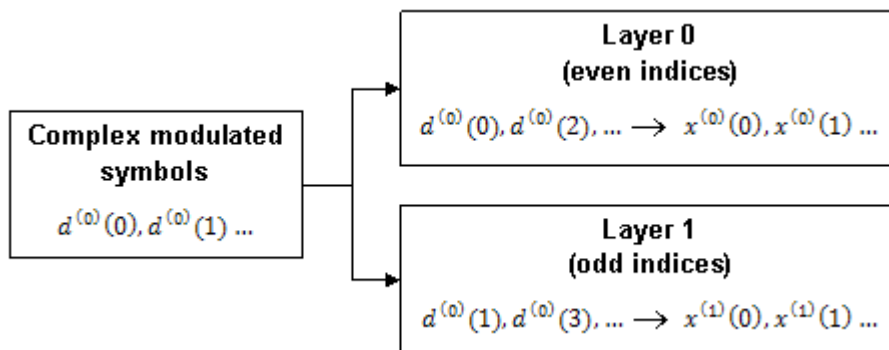 Complex modulated
symbols
d⁽⁰⁾(0), d⁽⁰⁾(1) ...
Layer 0
(even indices)
d⁽⁰⁾(0), d⁽⁰⁾(2), ... → x⁽⁰⁾(0), x⁽⁰⁾(1) ...
Layer 1
(odd indices)
d⁽⁰⁾(1), d⁽⁰⁾(3), ... → x⁽¹⁾(0), x⁽¹⁾(1) ...